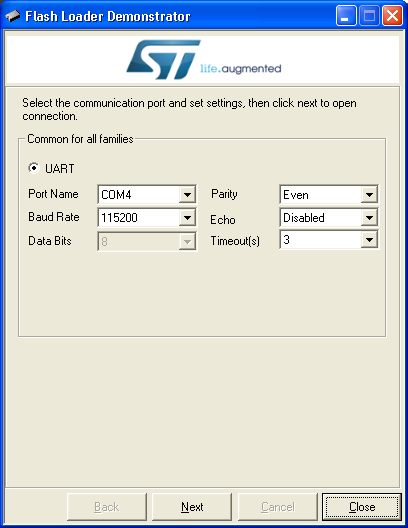 Flash Loader Demonstrator
ST
life.augmented
Select the communication port and set settings, then click next to open
connection.
Common for all families
UART
Port Name COM4 Parity Even
Baud Rate 115200 Echo Disabled
Data Bits 8 Timeout(s) 3
Back Next Cancel Close